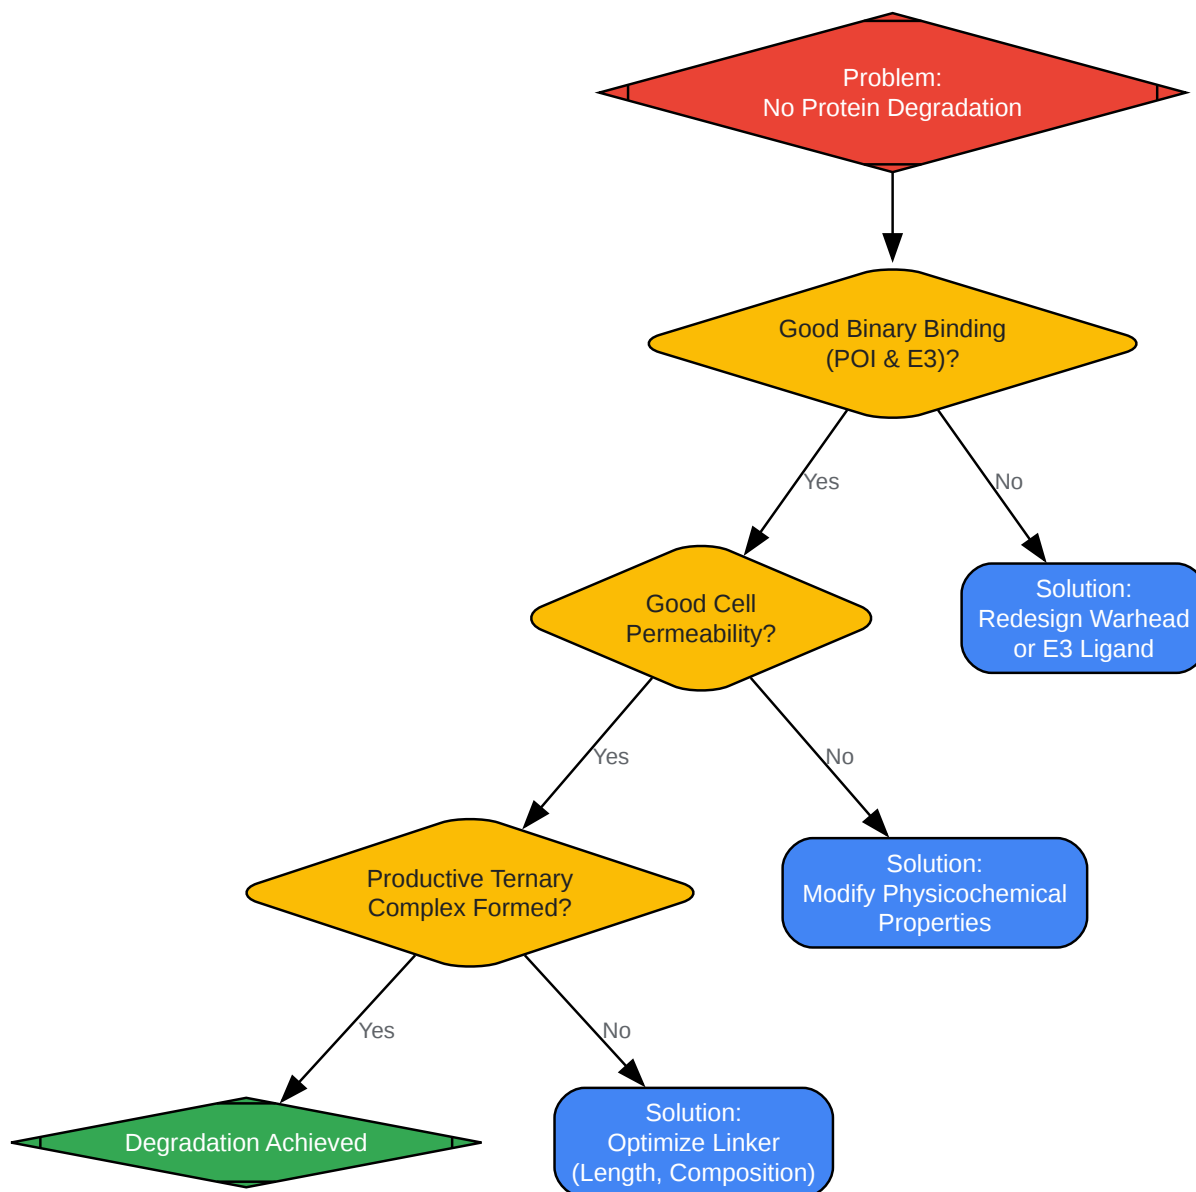 Problem:
No Protein Degradation
Good Binary Binding
(POI & E3)?
Yes
No
Good Cell
Permeability?
Solution:
Redesign Warhead
or E3 Ligand
Yes
No
Productive Ternary
Complex Formed?
Solution:
Modify Physicochemical
Properties
Yes
No
Degradation Achieved
Solution:
Optimize Linker
(Length, Composition)